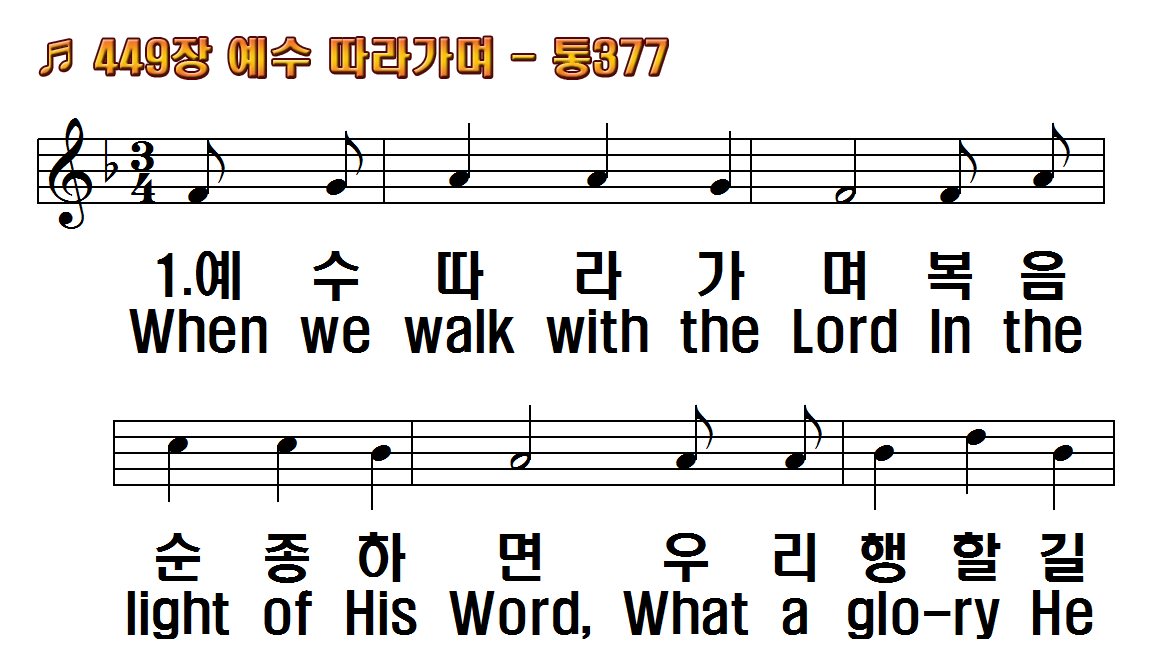 ♬ 449장 예수 따라가며 - 통377
3
4
1.예 수 따 라 가 며 복 음
When we walk with the Lord In the
순 종 하 면 우 리 행 할 길
light of His Word, What a glo-ry He